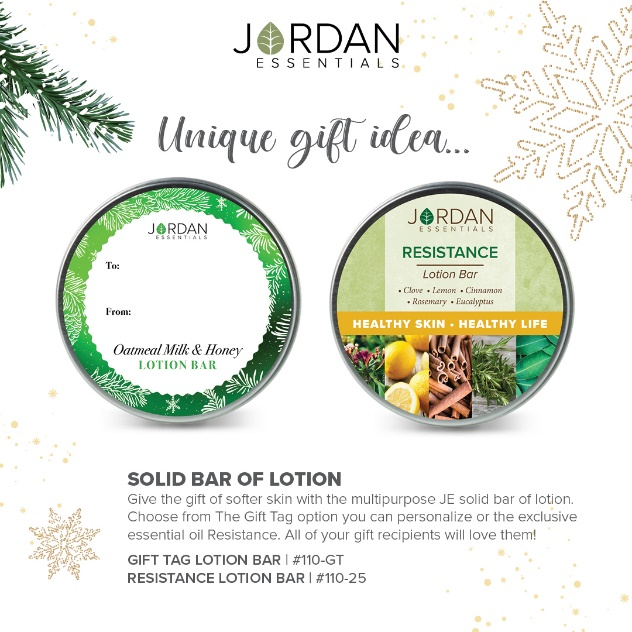 JORDAN
ESSENTIALS
Unique gift idea...
JORDAN
ESSENTIALS
To:
From:
Oatmeal Milk & Honey
LOTION BAR
JORDAN
ESSENTIALS
RESISTANCE
Lotion Bar
• Clove • Lemon • Cinnamon
• Rosemary • Eucalyptus
HEALTHY SKIN • HEALTHY LIFE
SOLID BAR OF LOTION
Give the gift of softer skin with the multipurpose JE solid bar of lotion.
Choose from The Gift Tag option you can personalize or the exclusive
essential oil Resistance. All of your gift recipients will love them!
GIFT TAG LOTION BAR | #110-GT
RESISTANCE LOTION BAR | #110-25